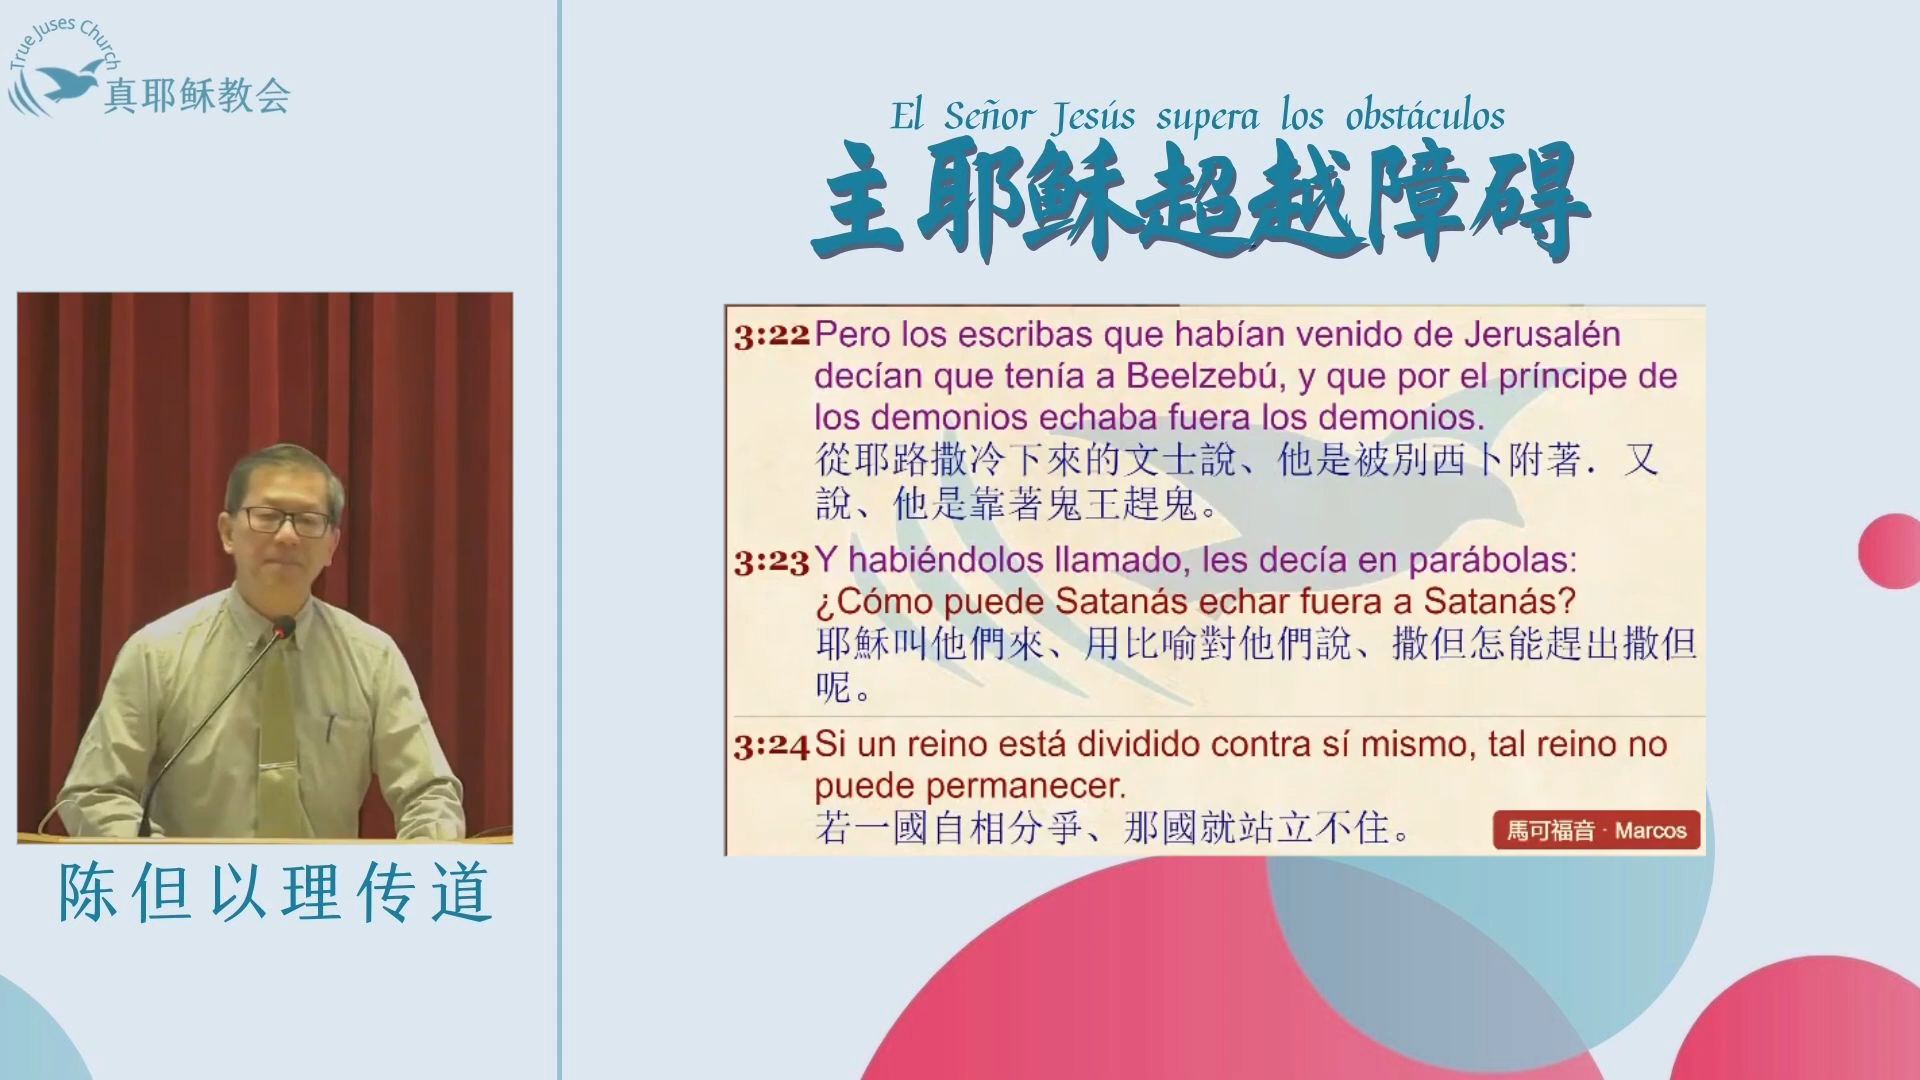 True Juses Church
真耶稣教会
El Señor Jesús supera los obstáculos
主耶稣超越障碍
3:22 Pero los escribas que habían venido de Jerusalén
decían que tenía a Beelzebú, y que por el príncipe de
los demonios echaba fuera los demonios.
從耶路撒冷下來的文士說、他是被別西卜附著．又
說、他是靠著鬼王趕鬼。
3:23 Y habiéndolos llamado, les decía en parábolas:
¿Cómo puede Satanás echar fuera a Satanás?
耶穌叫他們來、用比喻對他們說、撒但怎能趕出撒但
呢。
3:24 Si un reino está dividido contra sí mismo, tal reino no
puede permanecer.
若一國自相分爭、那國就站立不住。
馬可福音 · Marcos
陈但以理传道